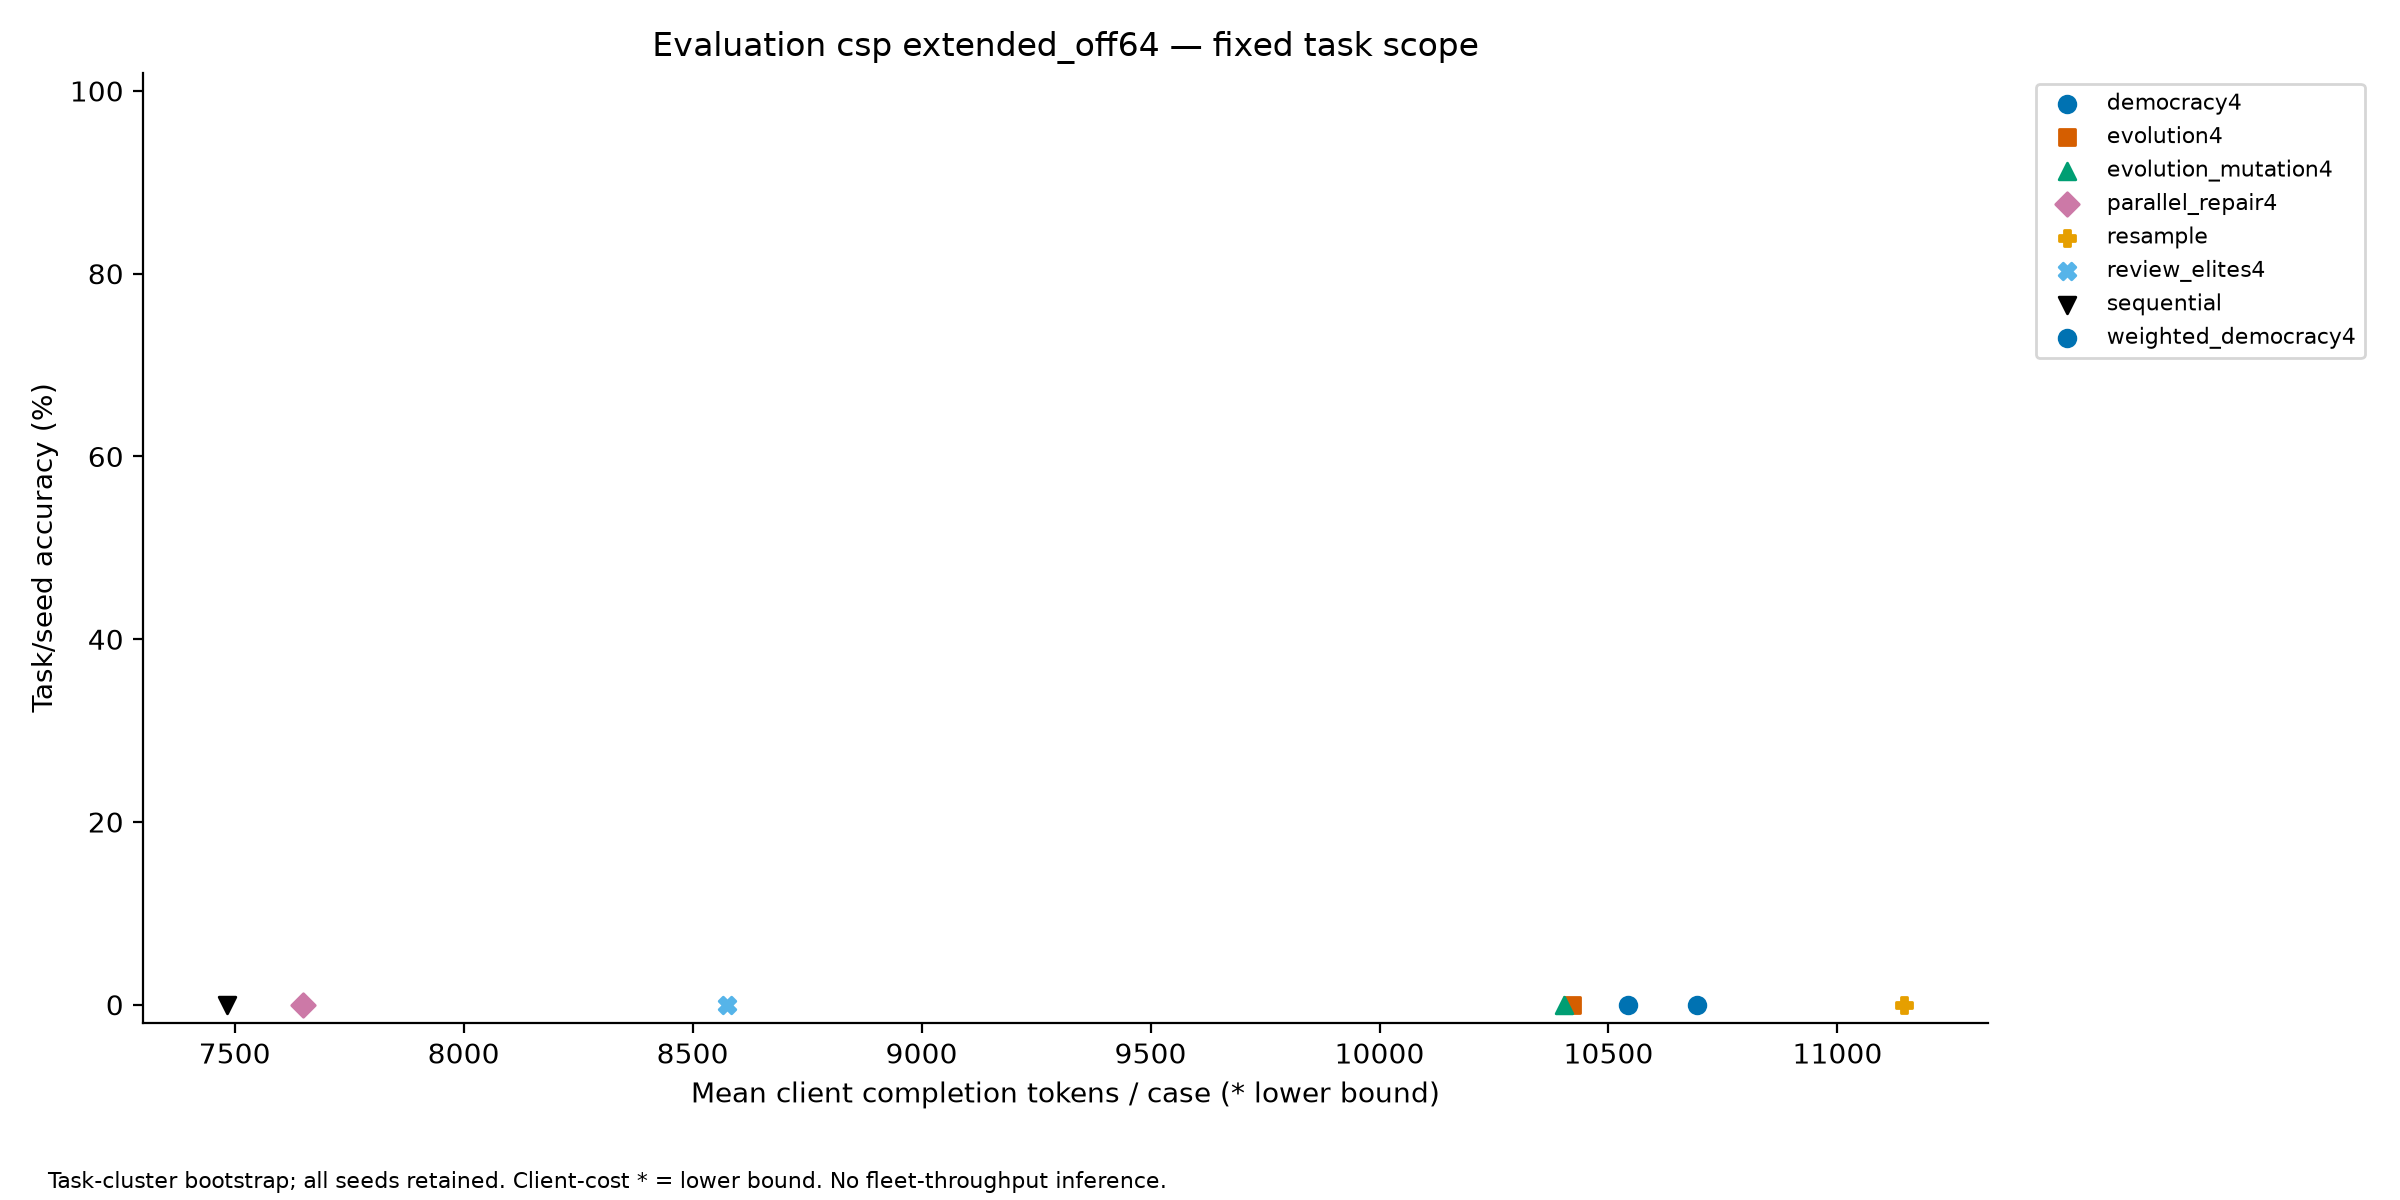 Evaluation csp extended_off64 — fixed task scope
100
80
60
40
20
0
Task/seed accuracy (%)
7500 8000 8500 9000 9500 10000 10500 11000
Mean client completion tokens / case (* lower bound)
democracy4
evolution4
evolution_mutation4
parallel_repair4
resample
review_elites4
sequential
weighted_democracy4
Task-cluster bootstrap; all seeds retained. Client-cost * = lower bound. No fleet-throughput inference.